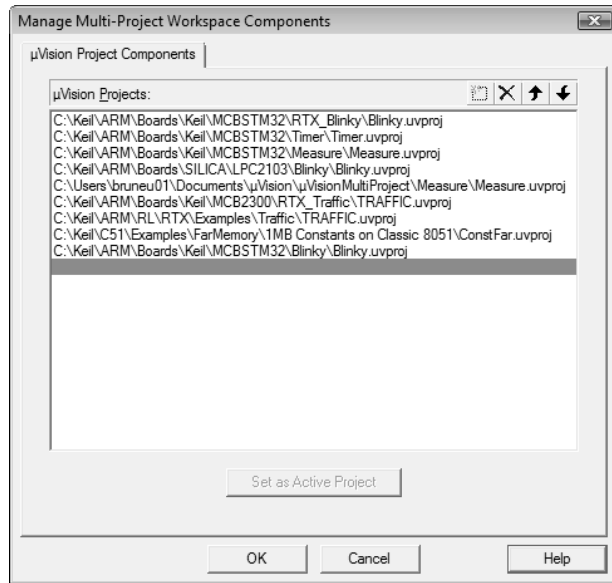 Manage Multi-Project Workspace Components
µVision Project Components
µVision Projects:
C:\Keil\ARM\Boards\Keil\MCBSTM32\RTX_Blinky\Blinky.uvproj
C:\Keil\ARM\Boards\Keil\MCBSTM32\Timer\Timer.uvproj
C:\Keil\ARM\Boards\Keil\MCBSTM32\Measure\Measure.uvproj
C:\Keil\ARM\Boards\SILICA\LPC2103\Blinky\Blinky.uvproj
C:\Users\bruneu01\Documents\µVision\µVisionMultiProject\Measure\Measure.uvproj
C:\Keil\ARM\Boards\Keil\MCB2300\RTX_Traffic\TRAFFIC.uvproj
C:\Keil\ARM\RL\RTX\Examples\Traffic\TRAFFIC.uvproj
C:\Keil\C51\Examples\FarMemory\1MB Constants on Classic 8051\ConstFar.uvproj
C:\Keil\ARM\Boards\Keil\MCBSTM32\Blinky\Blinky.uvproj
Set as Active Project
OK Cancel Help